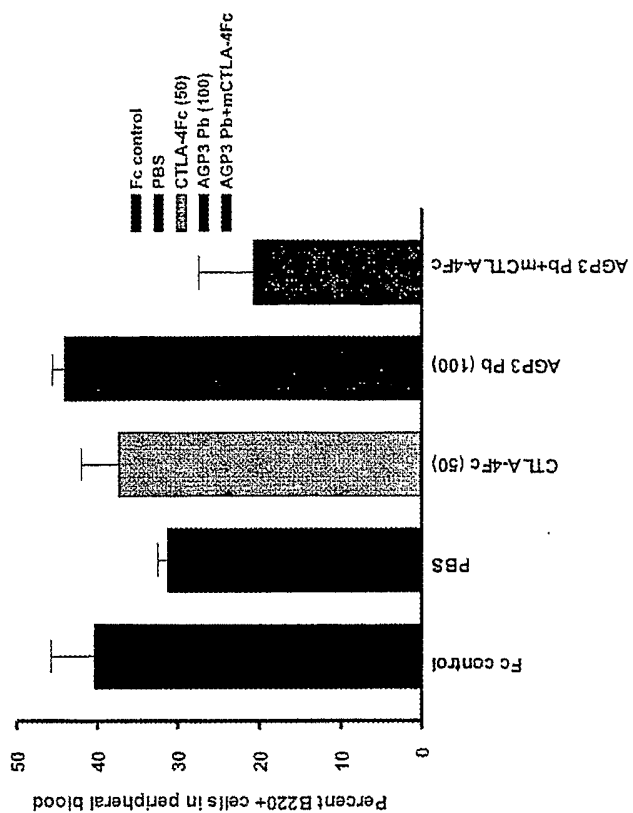 Fc control
PBS
CTLA-4Fc (50)
AGP3 Pb (100)
AGP3 Pb+mCTLA-4Fc
Percent B220+ cells in peripheral blood
50
40
30
20
10
0
Fc control
PBS
CTLA-4Fc (50)
AGP3 Pb (100)
AGP3 Pb+mCTLA-4Fc